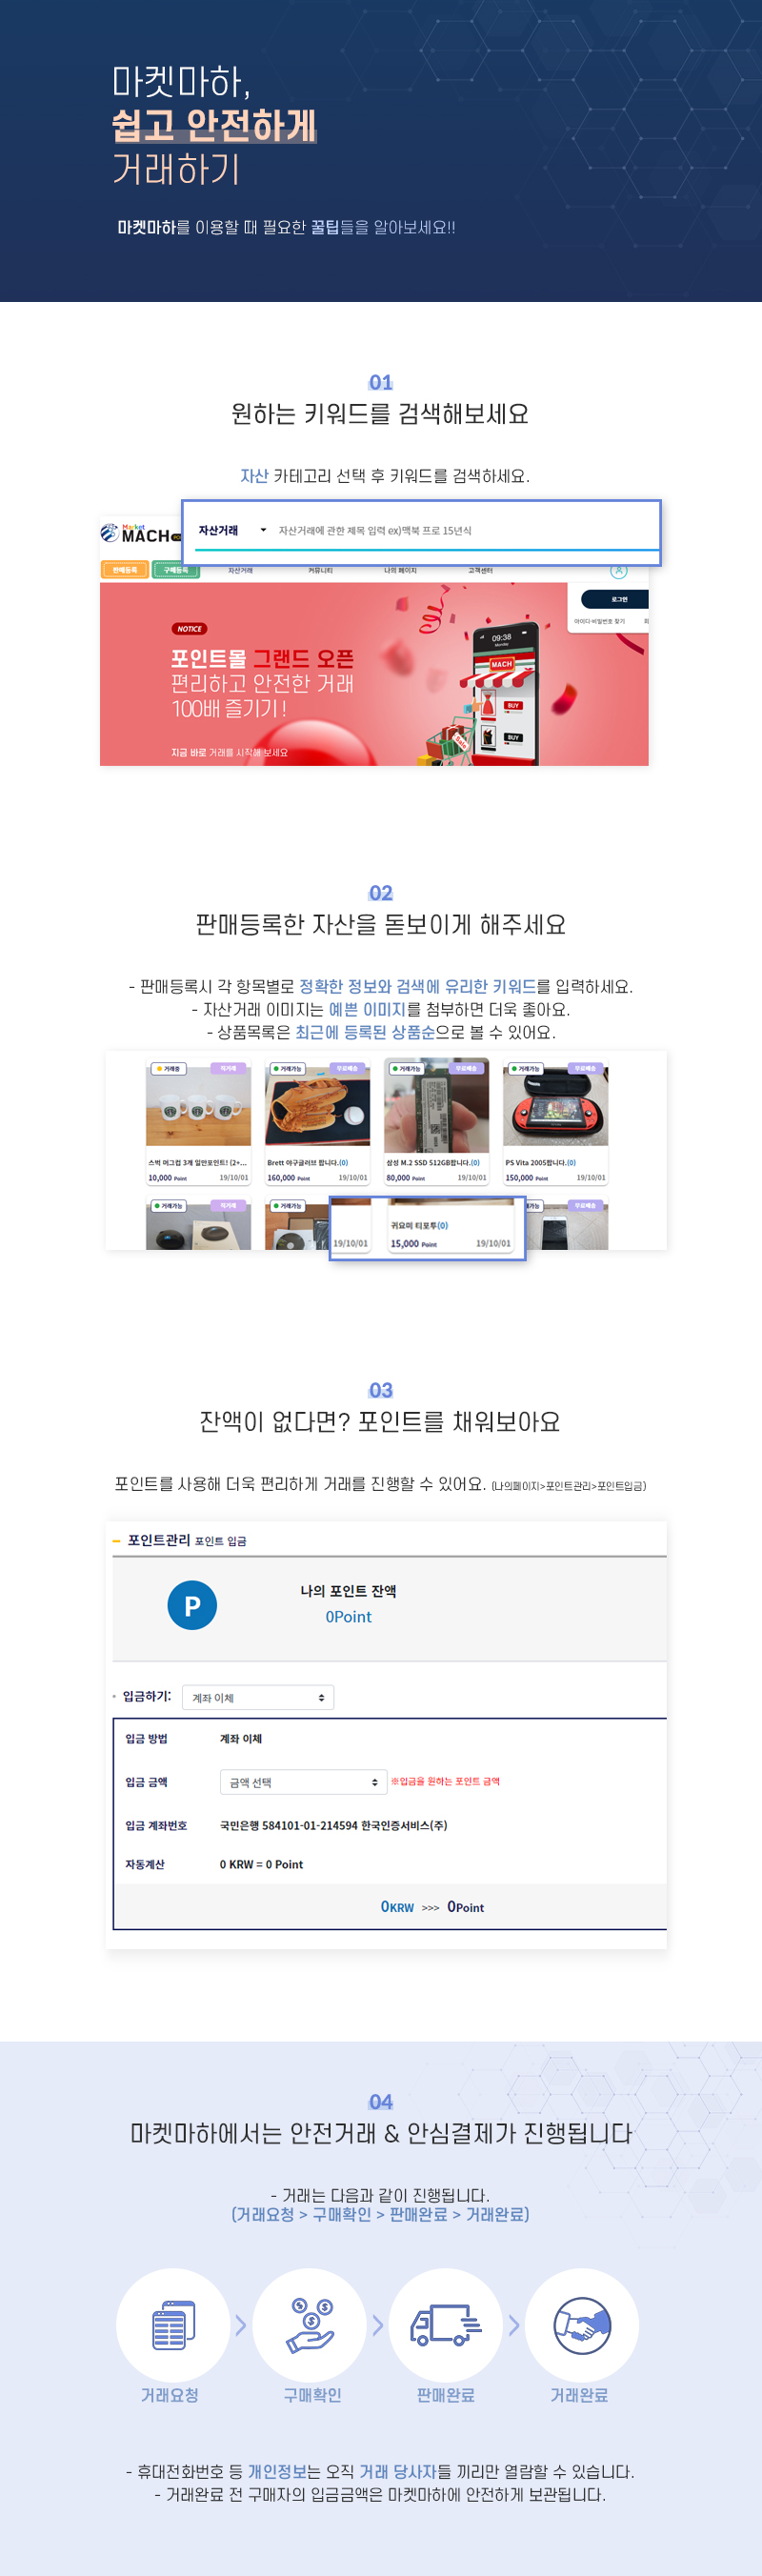 마켓마하,
쉽고 안전하게
거래하기
마켓마하를 이용할 때 필요한 꿀팁들을 알아보세요!!
01
원하는 키워드를 검색해보세요
자산 카테고리 선택 후 키워드를 검색하세요.
Market
MACH
자산거래 자산거래에 관한 제목 입력 ex)맥북 프로 15년식
판매등록 구매등록 자산거래 커뮤니티 나의 페이지 고객센터
로그인
아이디·비밀번호 찾기
NOTICE
포인트몰 그랜드 오픈
편리하고 안전한 거래
100배 즐기기 !
지금 바로 거래를 시작해 보세요
09:38
Monday
MACH
BUY
BUY
Sale
02
판매등록한 자산을 돋보이게 해주세요
- 판매등록시 각 항목별로 정확한 정보와 검색에 유리한 키워드를 입력하세요.
- 자산거래 이미지는 예쁜 이미지를 첨부하면 더욱 좋아요.
- 상품목록은 최근에 등록된 상품순으로 볼 수 있어요.
거래중 직거래 거래가능 무료배송 거래가능 무료배송 거래가능 무료배송
스벅 머그컵 3개 일만포인트! (2+... Brett 야구글러브 팝니다.(0) 삼성 M.2 SSD 512GB팝니다.(0) PS Vita 2005팝니다.(0)
10,000 Point 19/10/01 160,000 Point 19/10/01 80,000 Point 19/10/01 150,000 Point 19/10/01
거래가능 직거래 거래가능 거래가능 무료배송
귀요미 티포투(0)
19/10/01 15,000 Point 19/10/01
03
잔액이 없다면? 포인트를 채워보아요
포인트를 사용해 더욱 편리하게 거래를 진행할 수 있어요. (나의페이지>포인트관리>포인트입금)
포인트관리 포인트 입금
P
나의 포인트 잔액
0Point
입금하기: 계좌 이체
입금 방법 계좌 이체
입금 금액 금액 선택 ※입금을 원하는 포인트 금액
입금 계좌번호 국민은행 584101-01-214594 한국인증서비스(주)
자동계산 0 KRW = 0 Point
0KRW >>> 0Point
04
마켓마하에서는 안전거래 & 안심결제가 진행됩니다
- 거래는 다음과 같이 진행됩니다.
(거래요청 > 구매확인 > 판매완료 > 거래완료)
거래요청 구매확인 판매완료 거래완료
- 휴대전화번호 등 개인정보는 오직 거래 당사자들 끼리만 열람할 수 있습니다.
- 거래완료 전 구매자의 입금금액은 마켓마하에 안전하게 보관됩니다.